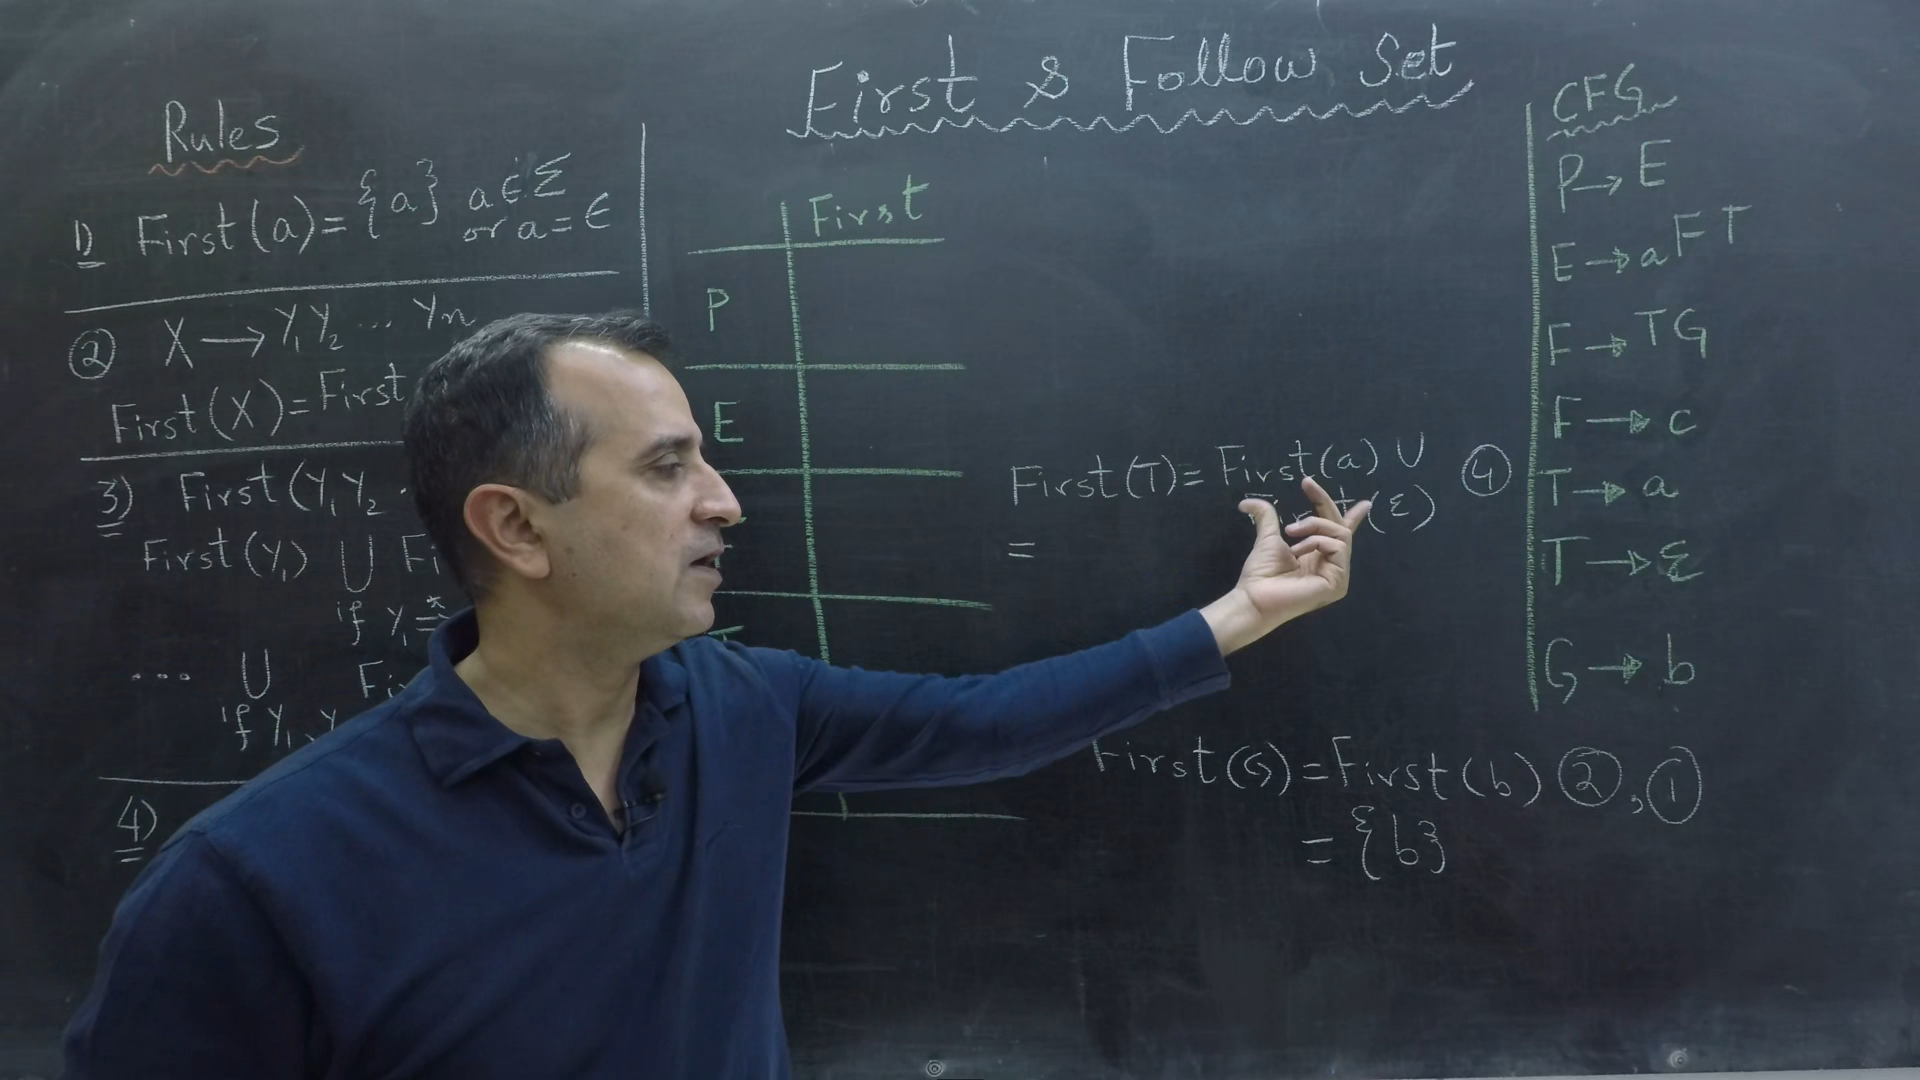 First & Follow Set
Rules
1) First(a) = {a} a ∈ Σ
or a = ϵ
② X → Y₁Y₂ ... Yₙ
First(X) = First
3) First(Y₁Y₂
First(Y₁) ∪
if Y₁ ⇒*
... ∪
if Y₁
4)
First
P
E
First(T) = First(a) ∪ ④
(ε)
=
First(G) = First(b) ②, ①
= {b}
CFG
P → E
E → aFT
F → TG
F → c
T → a
T → ε
G → b